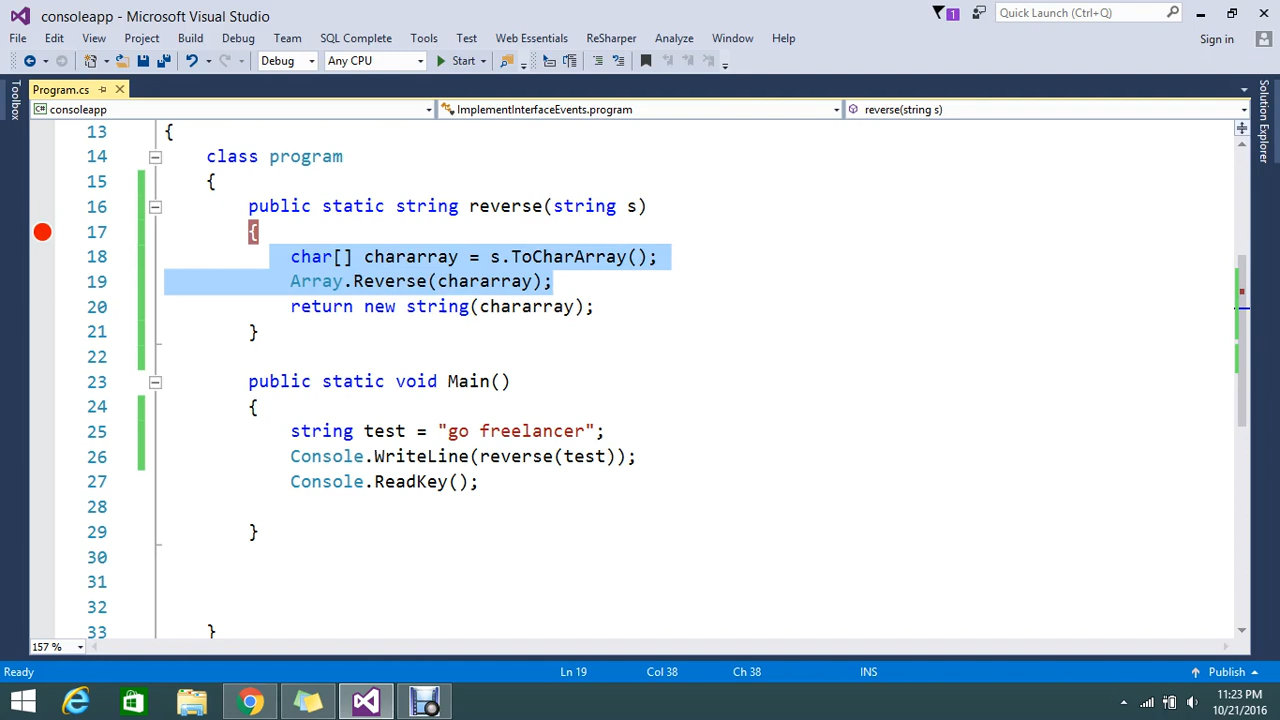 consoleapp - Microsoft Visual Studio
1
Quick Launch (Ctrl+Q)
File Edit View Project Build Debug Team SQL Complete Tools Test Web Essentials ReSharper Analyze Window Help
Sign in
Debug Any CPU Start
Toolbox
Program.cs
Solution Explorer
C# consoleapp
ImplementInterfaceEvents.program
reverse(string s)
13 {
14 class program
15 {
16 public static string reverse(string s)
17 {
18 char[] chararray = s.ToCharArray();
19 Array.Reverse(chararray);
20 return new string(chararray);
21 }
22
23 public static void Main()
24 {
25 string test = "go freelancer";
26 Console.WriteLine(reverse(test));
27 Console.ReadKey();
28
29 }
30
31
32
33 }
157 %
Ready Ln 19 Col 38 Ch 38 INS Publish
11:23 PM
10/21/2016